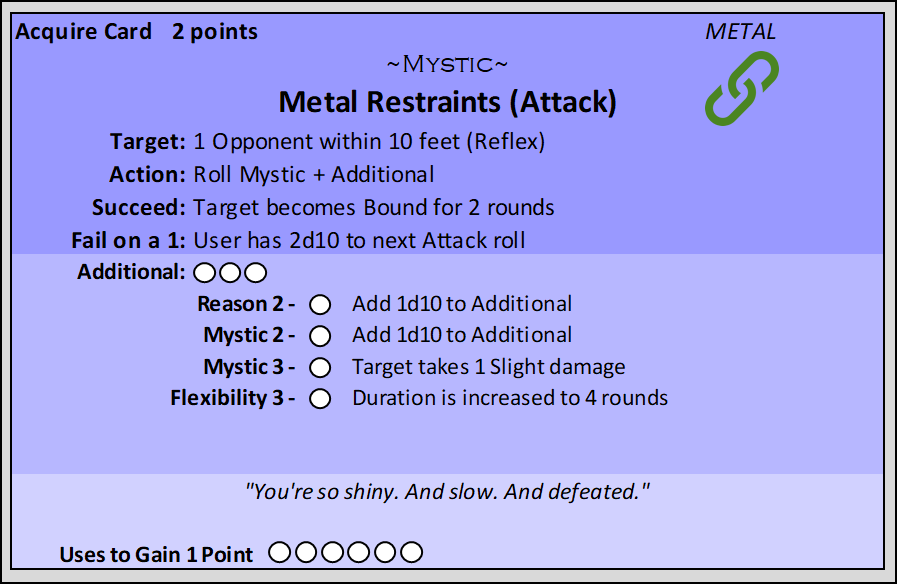 Acquire Card 2 points METAL
~Mystic~
Metal Restraints (Attack)
Target: 1 Opponent within 10 feet (Reflex)
Action: Roll Mystic + Additional
Succeed: Target becomes Bound for 2 rounds
Fail on a 1: User has 2d10 to next Attack roll
Additional:
Reason 2 - Add 1d10 to Additional
Mystic 2 - Add 1d10 to Additional
Mystic 3 - Target takes 1 Slight damage
Flexibility 3 - Duration is increased to 4 rounds
"You're so shiny. And slow. And defeated."
Uses to Gain 1 Point